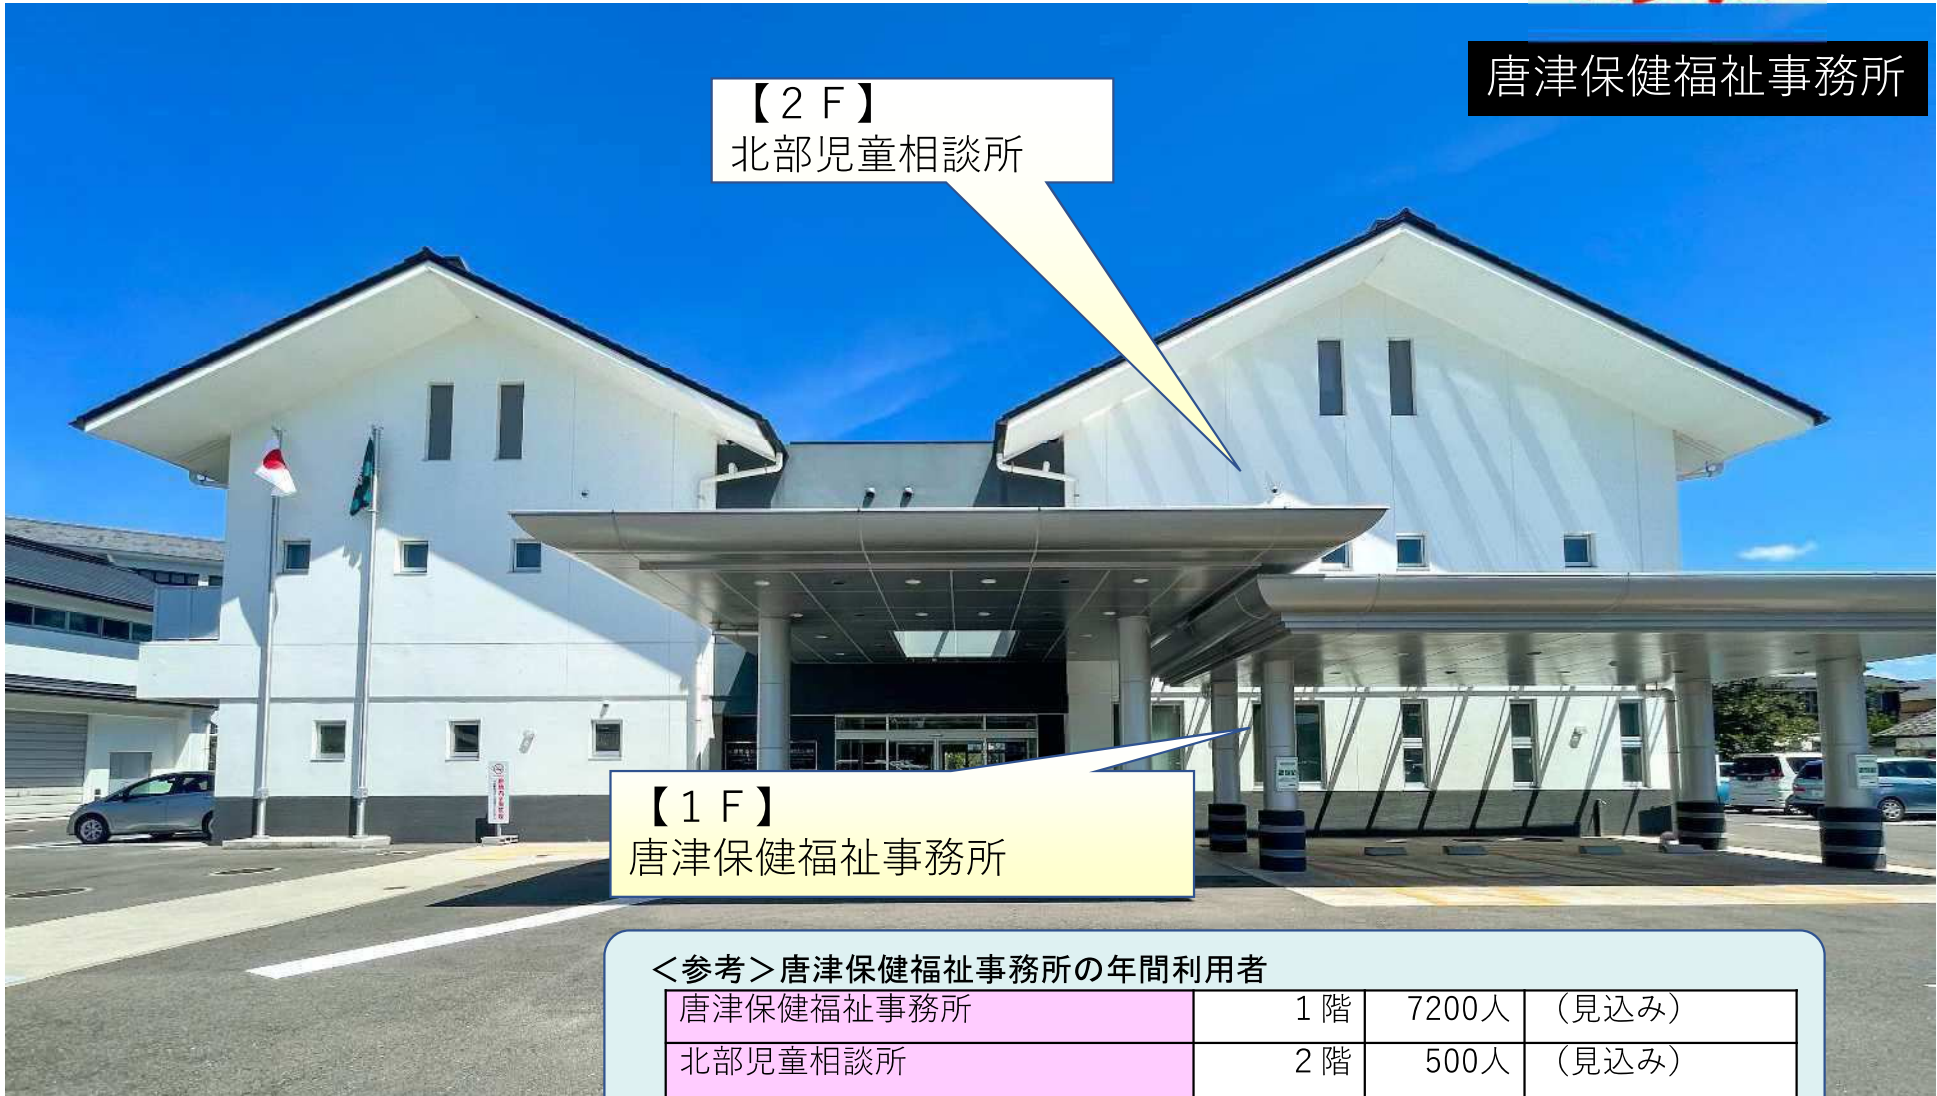 唐津保健福祉事務所
【２Ｆ】
北部児童相談所
【１Ｆ】
唐津保健福祉事務所
＜参考＞唐津保健福祉事務所の年間利用者
唐津保健福祉事務所 １階 7200人 （見込み）
北部児童相談所 ２階 500人 （見込み）